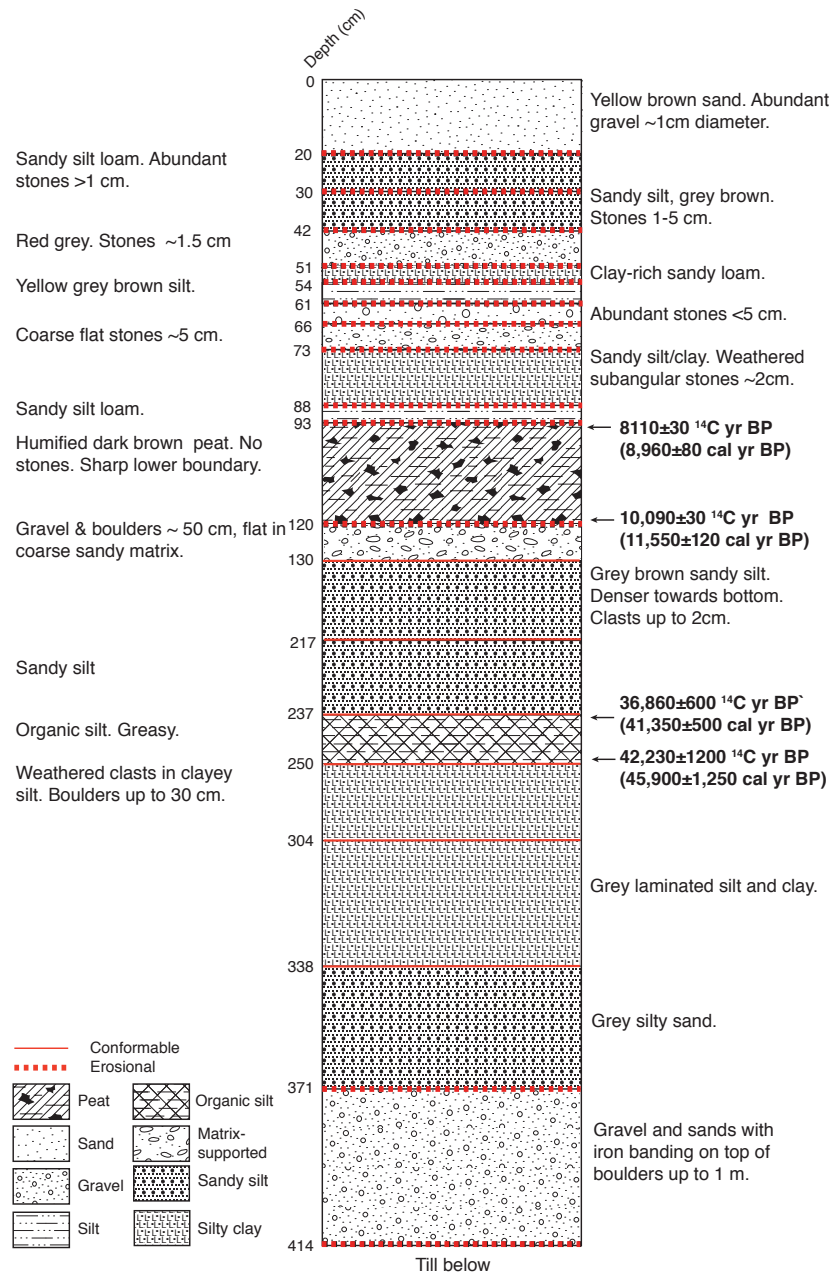 Depth (cm)
0
20
30
42
51
54
61
66
73
88
93
120
130
217
237
250
304
338
371
414
Sandy silt loam. Abundant
stones >1 cm.
Red grey. Stones ~1.5 cm
Yellow grey brown silt.
Coarse flat stones ~5 cm.
Sandy silt loam.
Humified dark brown peat. No
stones. Sharp lower boundary.
Gravel & boulders ~ 50 cm, flat in
coarse sandy matrix.
Sandy silt
Organic silt. Greasy.
Weathered clasts in clayey
silt. Boulders up to 30 cm.
Yellow brown sand. Abundant
gravel ~1cm diameter.
Sandy silt, grey brown.
Stones 1-5 cm.
Clay-rich sandy loam.
Abundant stones <5 cm.
Sandy silt/clay. Weathered
subangular stones ~2cm.
8110±30 ¹⁴C yr BP
(8,960±80 cal yr BP)
10,090±30 ¹⁴C yr BP
(11,550±120 cal yr BP)
Grey brown sandy silt.
Denser towards bottom.
Clasts up to 2cm.
36,860±600 ¹⁴C yr BP`
(41,350±500 cal yr BP)
42,230±1200 ¹⁴C yr BP
(45,900±1,250 cal yr BP)
Grey laminated silt and clay.
Grey silty sand.
Gravel and sands with
iron banding on top of
boulders up to 1 m.
Conformable
Erosional
Peat
Organic silt
Sand
Matrix-
supported
Gravel
Sandy silt
Silt
Silty clay
Till below